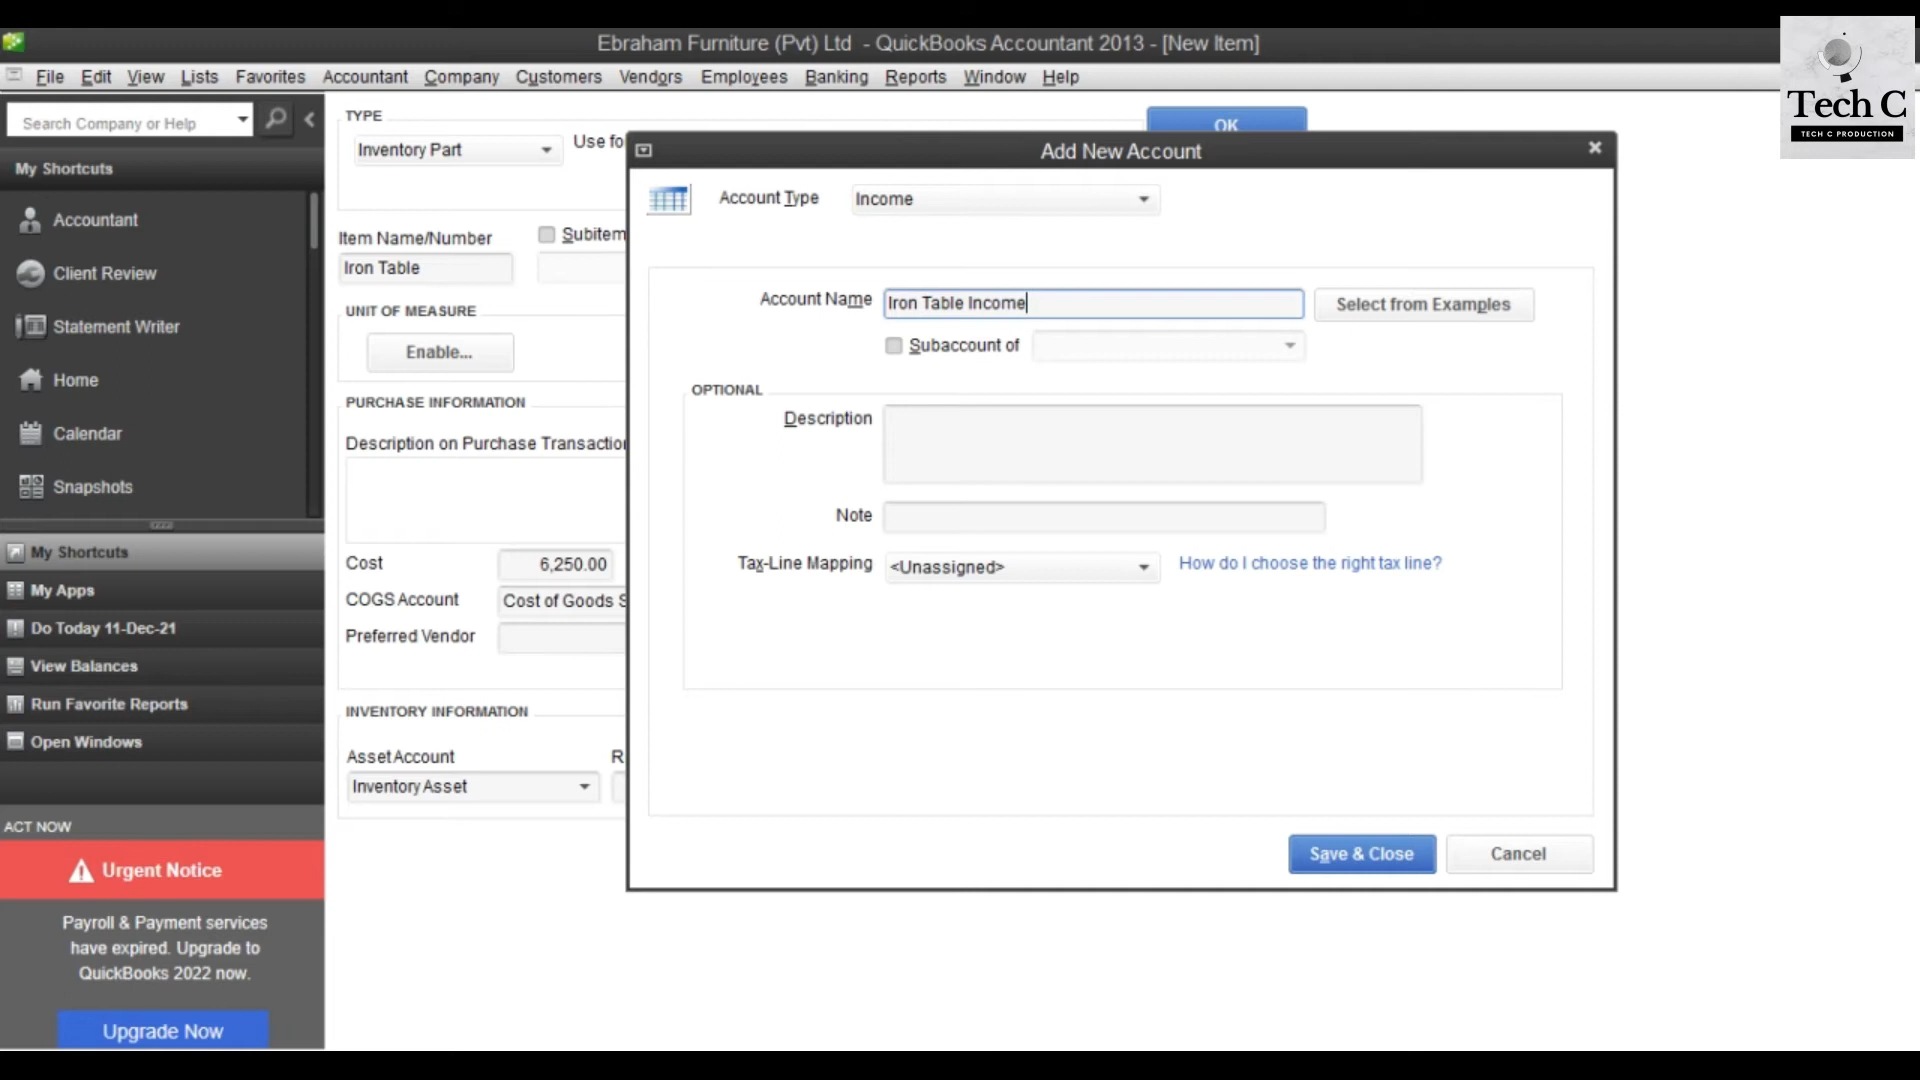 Ebraham Furniture (Pvt) Ltd - QuickBooks Accountant 2013 - [New Item]
File Edit View Lists Favorites Accountant Company Customers Vendors Employees Banking Reports Window Help
Tech C
TECH C PRODUCTION
Search Company or Help
My Shortcuts
Accountant
Client Review
Statement Writer
Home
Calendar
Snapshots
My Shortcuts
My Apps
Do Today 11-Dec-21
View Balances
Run Favorite Reports
Open Windows
ACT NOW
Urgent Notice
Payroll & Payment services
have expired. Upgrade to
QuickBooks 2022 now.
Upgrade Now
TYPE
Inventory Part
Use fo
OK
Item Name/Number
Subitem
Iron Table
UNIT OF MEASURE
Enable...
PURCHASE INFORMATION
Description on Purchase Transaction
Cost 6,250.00
COGS Account Cost of Goods S
Preferred Vendor
INVENTORY INFORMATION
Asset Account R
Inventory Asset
Add New Account
Account Type Income
Account Name Iron Table Income Select from Examples
Subaccount of
OPTIONAL
Description
Note
Tax-Line Mapping <Unassigned> How do I choose the right tax line?
Save & Close Cancel